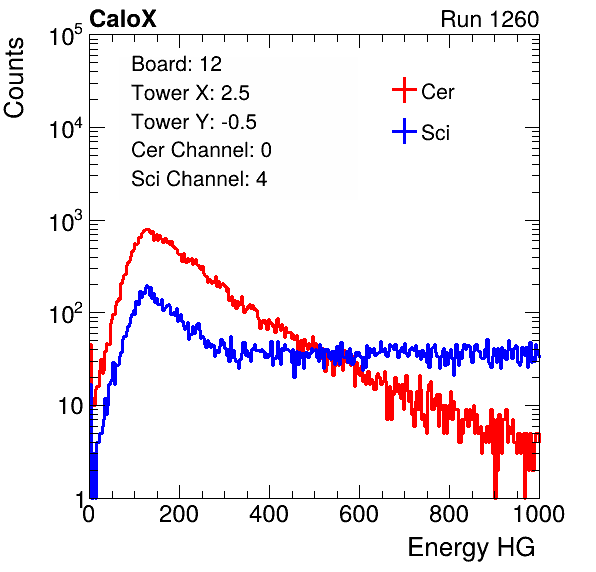 CaloX Run 1260
Counts
10^5
10^4
10^3
10^2
10
1
Board: 12
Tower X: 2.5
Tower Y: -0.5
Cer Channel: 0
Sci Channel: 4
Cer
Sci
0 200 400 600 800 1000
Energy HG